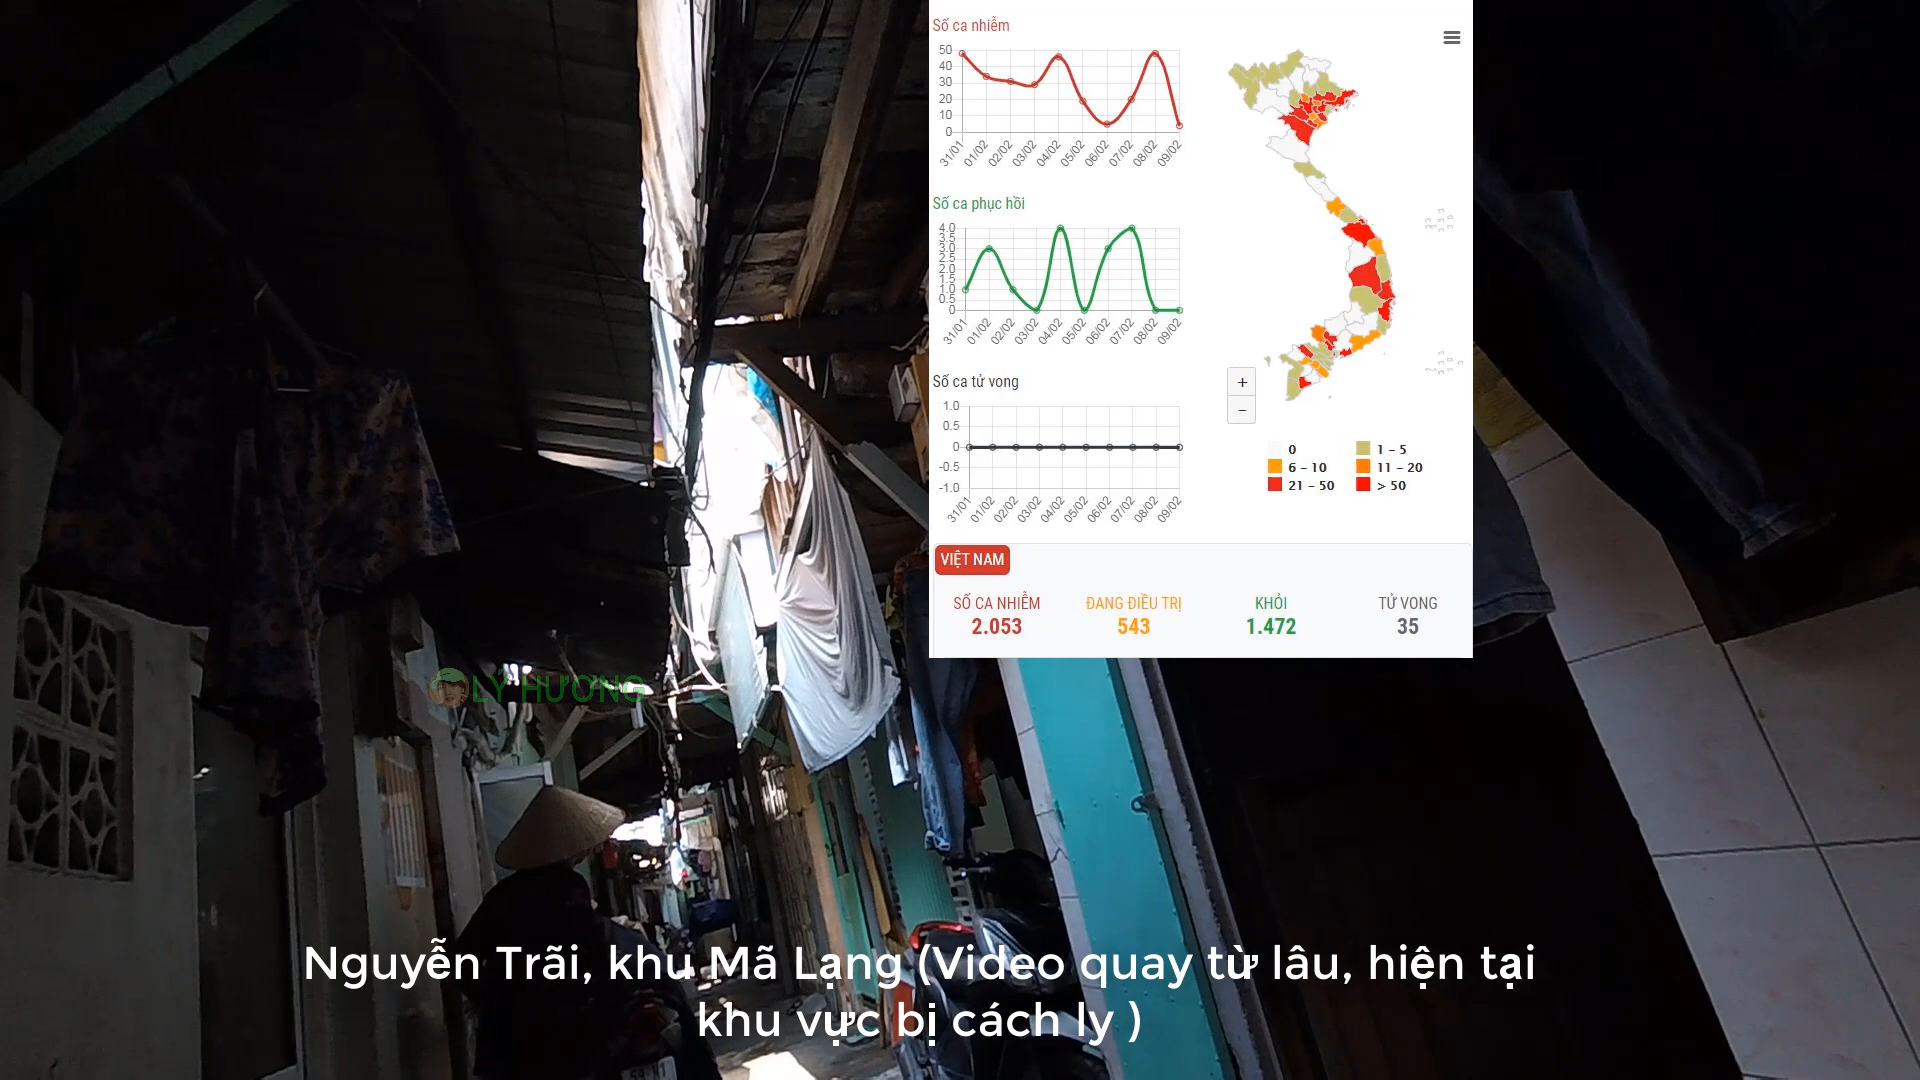 Số ca nhiễm
50
40
30
20
10
0
31/01 01/02 02/02 03/02 04/02 05/02 06/02 07/02 08/02 09/02
Số ca phục hồi
4.0
3.5
3.0
2.5
2.0
1.5
1.0
0.5
0
31/01 01/02 02/02 03/02 04/02 05/02 06/02 07/02 08/02 09/02
Số ca tử vong
1.0
0.5
0
-0.5
-1.0
31/01 01/02 02/02 03/02 04/02 05/02 06/02 07/02 08/02 09/02
+
−
0 1 – 5
6 – 10 11 – 20
21 – 50 > 50
VIỆT NAM
SỐ CA NHIỄM ĐANG ĐIỀU TRỊ KHỎI TỬ VONG
2.053 543 1.472 35
LÝ HƯƠNG
Nguyễn Trãi, khu Mã Lạng (Video quay từ lâu, hiện tại
khu vực bị cách ly )